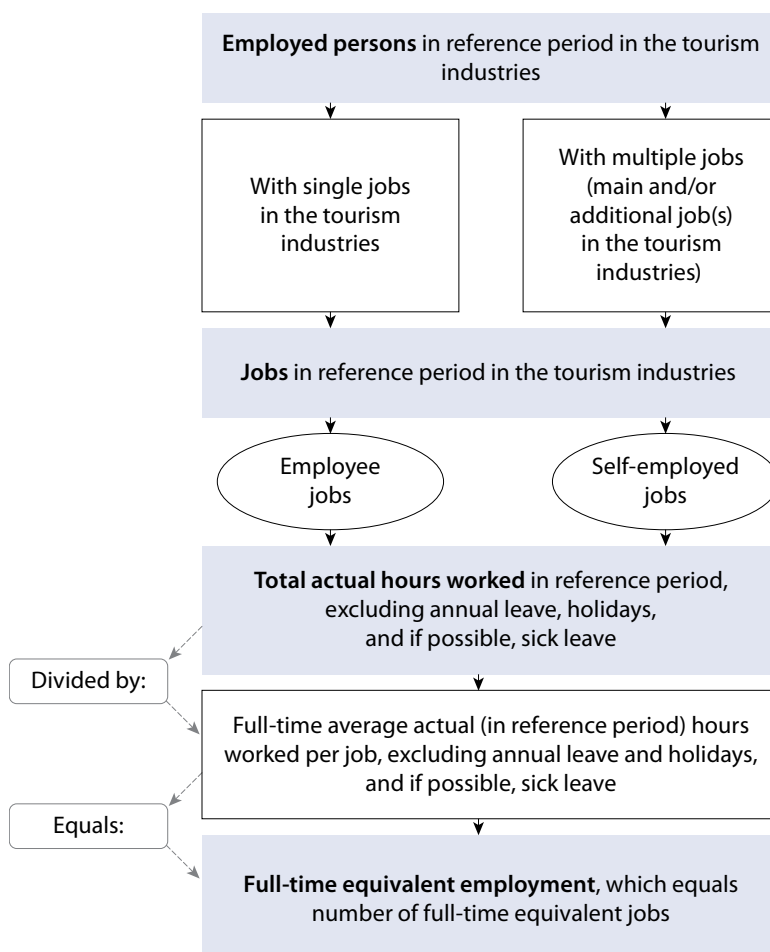 Employed persons in reference period in the tourism
industries
With single jobs
in the tourism
industries
With multiple jobs
(main and/or
additional job(s)
in the tourism
industries)
Jobs in reference period in the tourism industries
Employee
jobs
Self-employed
jobs
Total actual hours worked in reference period,
excluding annual leave, holidays,
and if possible, sick leave
Divided by:
Full-time average actual (in reference period) hours
worked per job, excluding annual leave and holidays,
and if possible, sick leave
Equals:
Full-time equivalent employment, which equals
number of full-time equivalent jobs